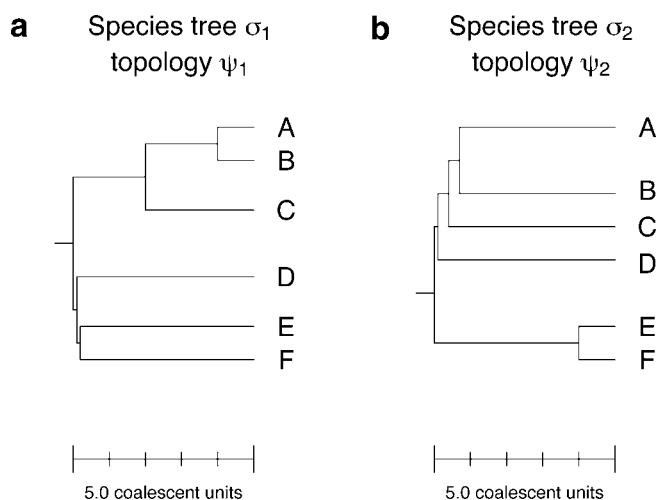 a
Species tree σ₁
topology ψ₁
A
B
C
D
E
F
5.0 coalescent units
b
Species tree σ₂
topology ψ₂
A
B
C
D
E
F
5.0 coalescent units